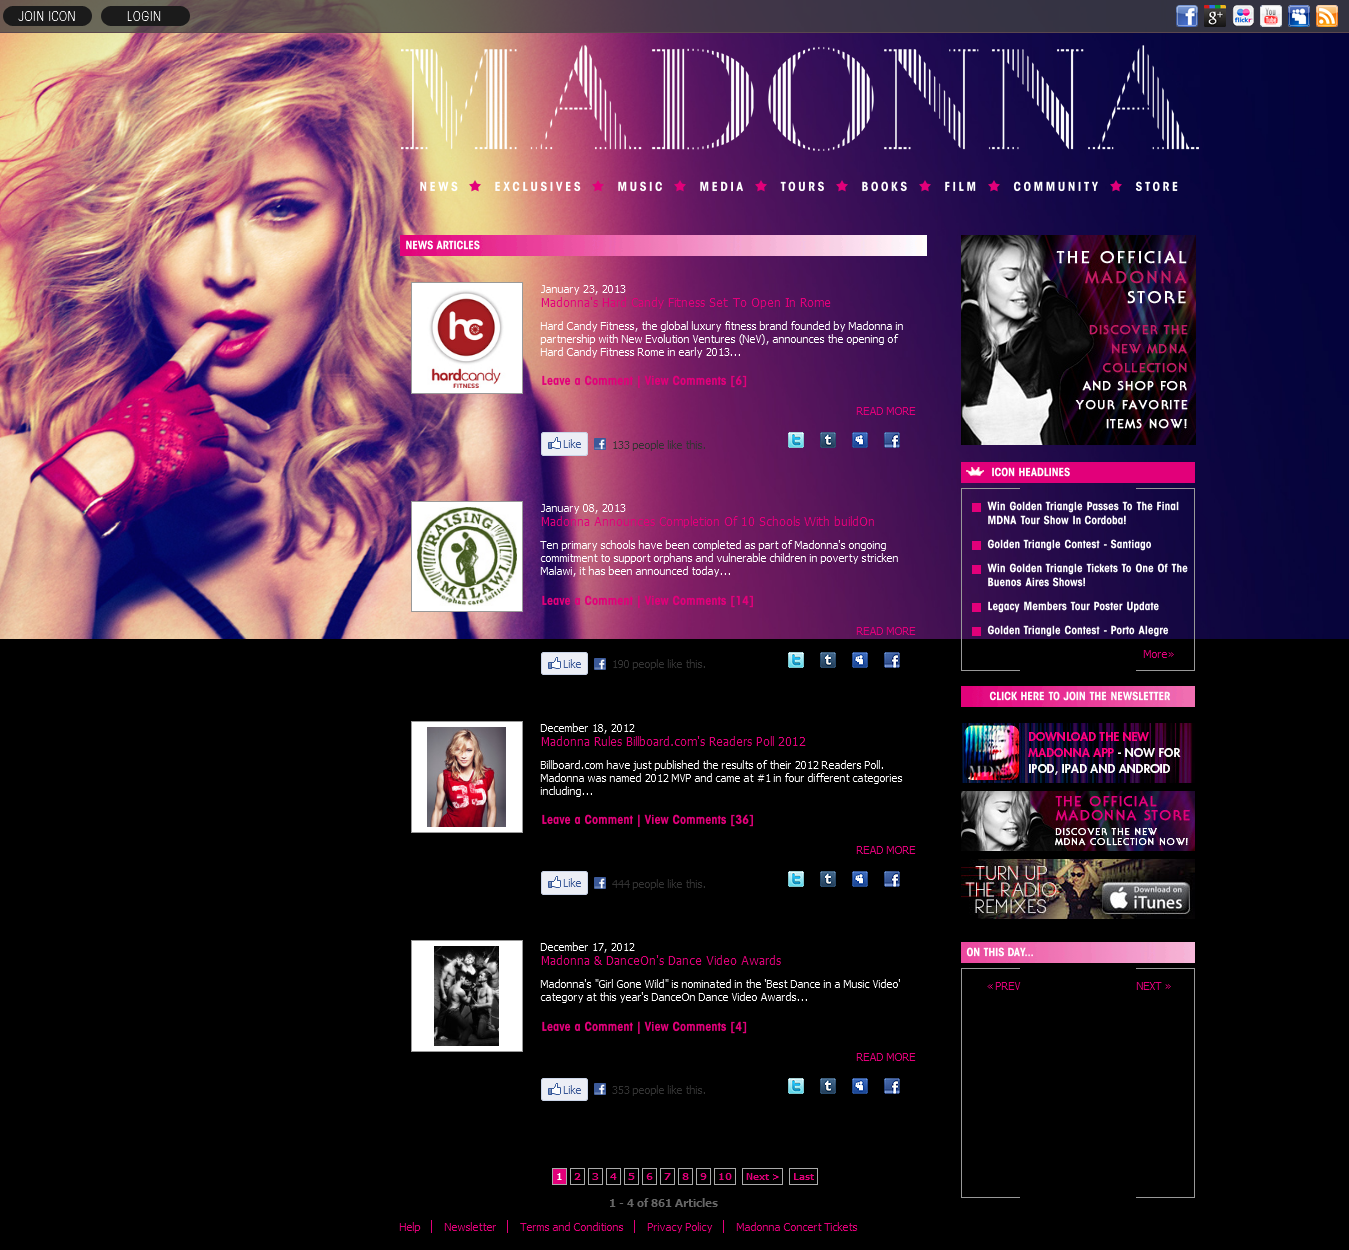 JOIN ICON
LOGIN
flickr
You Tube
MADONNA
NEWS EXCLUSIVES MUSIC MEDIA TOURS BOOKS FILM COMMUNITY STORE
NEWS ARTICLES
January 23, 2013
Madonna's Hard Candy Fitness Set To Open In Rome
Hard Candy Fitness, the global luxury fitness brand founded by Madonna in
partnership with New Evolution Ventures (NeV), announces the opening of
Hard Candy Fitness Rome in early 2013...
hc
hardcandy
FITNESS
Leave a Comment | View Comments [6]
READ MORE
Like
133 people like this.
January 08, 2013
Madonna Announces Completion Of 10 Schools With buildOn
Ten primary schools have been completed as part of Madonna's ongoing
commitment to support orphans and vulnerable children in poverty stricken
Malawi, it has been announced today...
RAISING
MALAWI
orphan care initiative
Leave a Comment | View Comments [14]
READ MORE
Like
190 people like this.
December 18, 2012
Madonna Rules Billboard.com's Readers Poll 2012
Billboard.com have just published the results of their 2012 Readers Poll.
Madonna was named 2012 MVP and came at #1 in four different categories
including...
35
Leave a Comment | View Comments [36]
READ MORE
Like
444 people like this.
December 17, 2012
Madonna & DanceOn's Dance Video Awards
Madonna's "Girl Gone Wild" is nominated in the 'Best Dance in a Music Video'
category at this year's DanceOn Dance Video Awards...
Leave a Comment | View Comments [4]
READ MORE
Like
353 people like this.
1 2 3 4 5 6 7 8 9 10 Next > Last
1 - 4 of 861 Articles
Help | Newsletter | Terms and Conditions | Privacy Policy | Madonna Concert Tickets
THE OFFICIAL
MADONNA
STORE
DISCOVER THE
NEW MDNA
COLLECTION
AND SHOP FOR
YOUR FAVORITE
ITEMS NOW!
ICON HEADLINES
Win Golden Triangle Passes To The Final
MDNA Tour Show In Cordoba!
Golden Triangle Contest - Santiago
Win Golden Triangle Tickets To One Of The
Buenos Aires Shows!
Legacy Members Tour Poster Update
Golden Triangle Contest - Porto Alegre
More»
CLICK HERE TO JOIN THE NEWSLETTER
DOWNLOAD THE NEW
MADONNA APP - NOW FOR
IPOD, IPAD AND ANDROID
THE OFFICIAL
MADONNA STORE
DISCOVER THE NEW
MDNA COLLECTION NOW!
TURN UP
THE RADIO
REMIXES
Download on
iTunes
ON THIS DAY...
« PREV
NEXT »